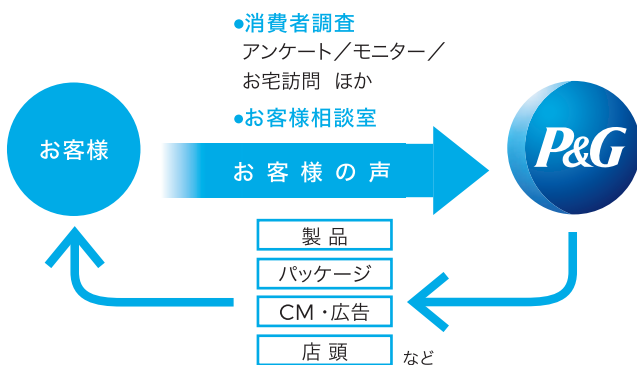 ●消費者調査
アンケート／モニター／
お宅訪問 ほか
●お客様相談室
お客様
お客様の声
P&G
製品
パッケージ
CM・広告
店頭
など